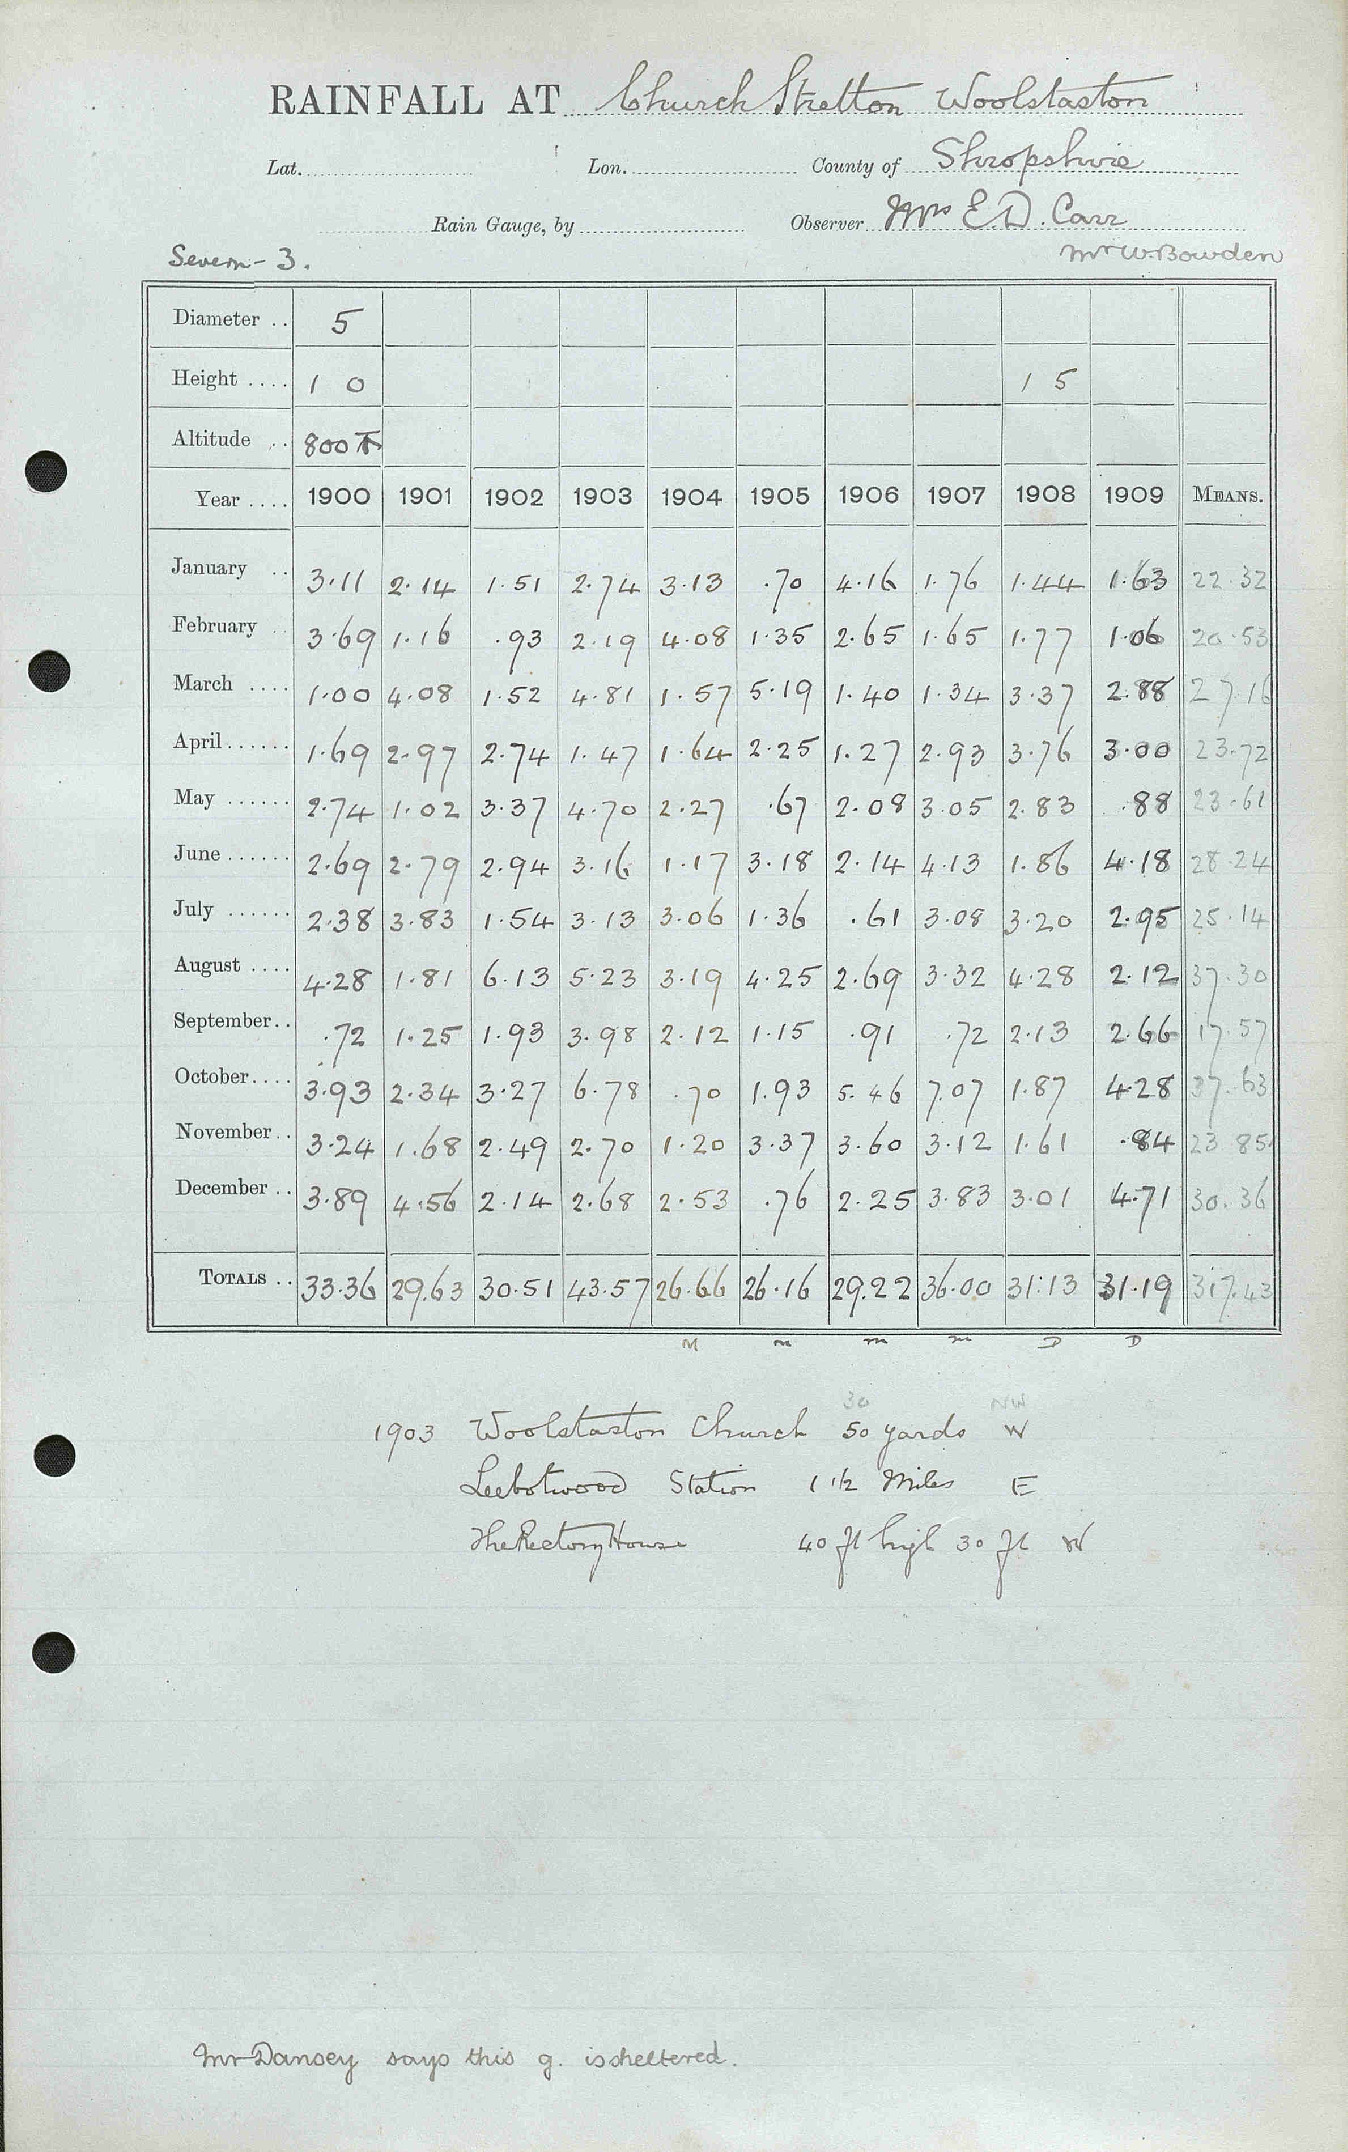 RAINFALL AT Church Stretton Woolstaston
Lat. Lon. County of Shropshire
Rain Gauge, by Observer Mrs E.D. Carr
Severn - 3. Mr W. Bowden
Diameter .. 5
Height .... 1 0 1 5
Altitude .. 800
Year .... 1900 1901 1902 1903 1904 1905 1906 1907 1908 1909 MEANS.
January .. 3.11 2.14 1.51 2.74 3.13 .70 4.16 1.76 1.44 1.63 22.32
February .. 3.69 1.16 .93 2.19 4.08 1.35 2.65 1.65 1.77 1.06 20.53
March .... 1.00 4.08 1.52 4.81 1.57 5.19 1.40 1.34 3.37 2.88 27.16
April...... 1.69 2.97 2.74 1.47 1.64 2.25 1.27 2.93 3.76 3.00 23.72
May ...... 2.74 1.02 3.37 4.70 2.27 .67 2.08 3.05 2.83 .88 23.61
June ...... 2.69 2.79 2.94 3.16 1.17 3.18 2.14 4.13 1.86 4.18 28.24
July ...... 2.38 3.83 1.54 3.13 3.06 1.36 .61 3.08 3.20 2.95 25.14
August .... 4.28 1.81 6.13 5.23 3.19 4.25 2.69 3.32 4.28 2.12 37.30
September.. .72 1.25 1.93 3.98 2.12 1.15 .91 .72 2.13 2.66 17.57
October.... 3.93 2.34 3.27 6.78 .70 1.93 5.46 7.07 1.87 4.28 37.63
November.. 3.24 1.68 2.49 2.70 1.20 3.37 3.60 3.12 1.61 .84 23 85
December .. 3.89 4.56 2.14 2.68 2.53 .76 2.25 3.83 3.01 4.71 30.36
TOTALS .. 33.36 29.63 30.51 43.57 26.66 26.16 29.22 36.00 31.13 31.19 317.43
M m m m D D
30 NW
1903 Woolstaston Church 50 yards W
Leebotwood Station 1 1/2 Miles E
The Rectory House 40 ft high 30 ft W
Mr Dansey says this g. is sheltered.